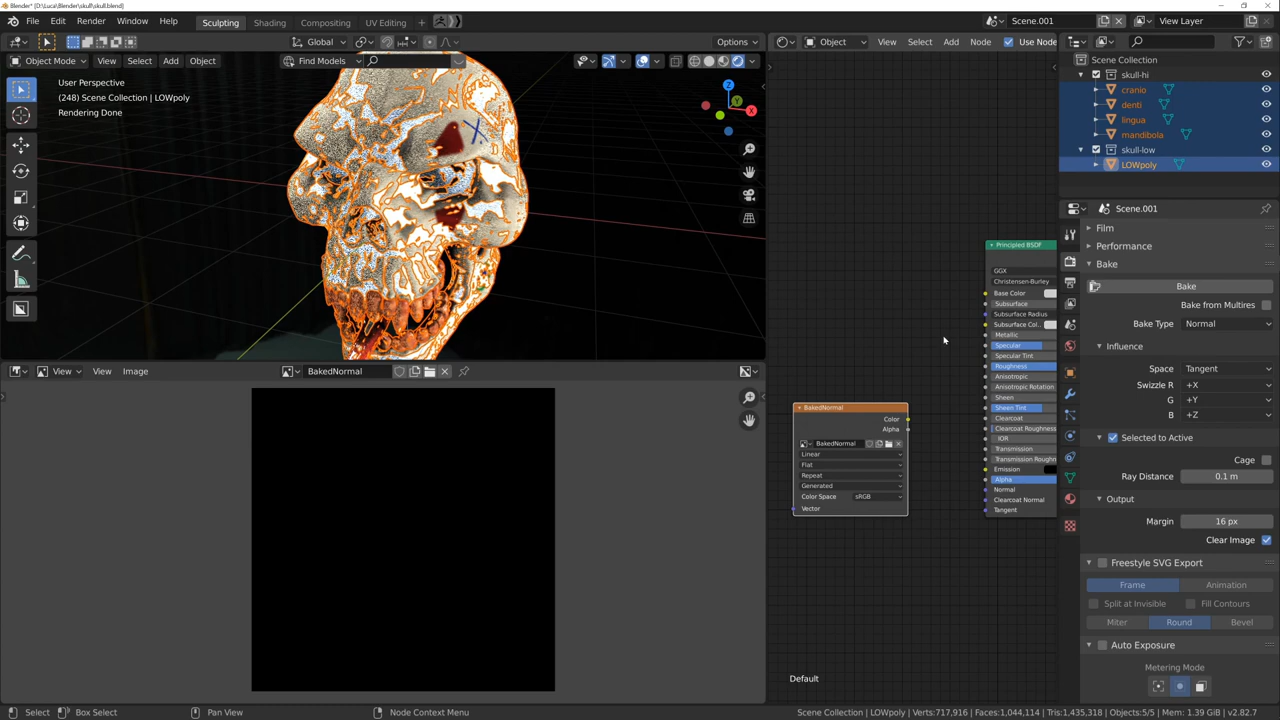 Blender* [D:\Luca\Blender\skull\skull.blend]
File Edit Render Window Help Sculpting Shading Compositing UV Editing + Scene.001 View Layer
Global Options
Object View Select Add Node Use Node
Object Mode View Select Add Object Find Models
User Perspective
(248) Scene Collection | LOWpoly
Rendering Done
Z
Y
X
Scene Collection
skull-hi
cranio
denti
lingua
mandibola
skull-low
LOWpoly
Scene.001
Film
Performance
Bake
Bake
Bake from Multires
Bake Type Normal
Influence
Space Tangent
Swizzle R +X
G +Y
B +Z
Selected to Active
Cage
Ray Distance 0.1 m
Output
Margin 16 px
Clear Image
Freestyle SVG Export
Frame Animation
Split at Invisible Fill Contours
Miter Round Bevel
Auto Exposure
Metering Mode
View View Image BakedNormal
Principled BSDF
GGX
Christensen-Burley
Base Color
Subsurface
Subsurface Radius
Subsurface Col..
Metallic
Specular
Specular Tint
Roughness
Anisotropic
Anisotropic Rotation
Sheen
Sheen Tint
Clearcoat
Clearcoat Roughness
IOR
Transmission
Transmission Roughn
Emission
Alpha
Normal
Clearcoat Normal
Tangent
BakedNormal
Color
Alpha
BakedNormal
Linear
Flat
Repeat
Generated
Color Space sRGB
Vector
Default
Select Box Select Pan View Node Context Menu Scene Collection | LOWpoly | Verts:717,916 | Faces:1,044,114 | Tris:1,435,318 | Objects:5/5 | Mem: 1.39 GiB | v2.82.7